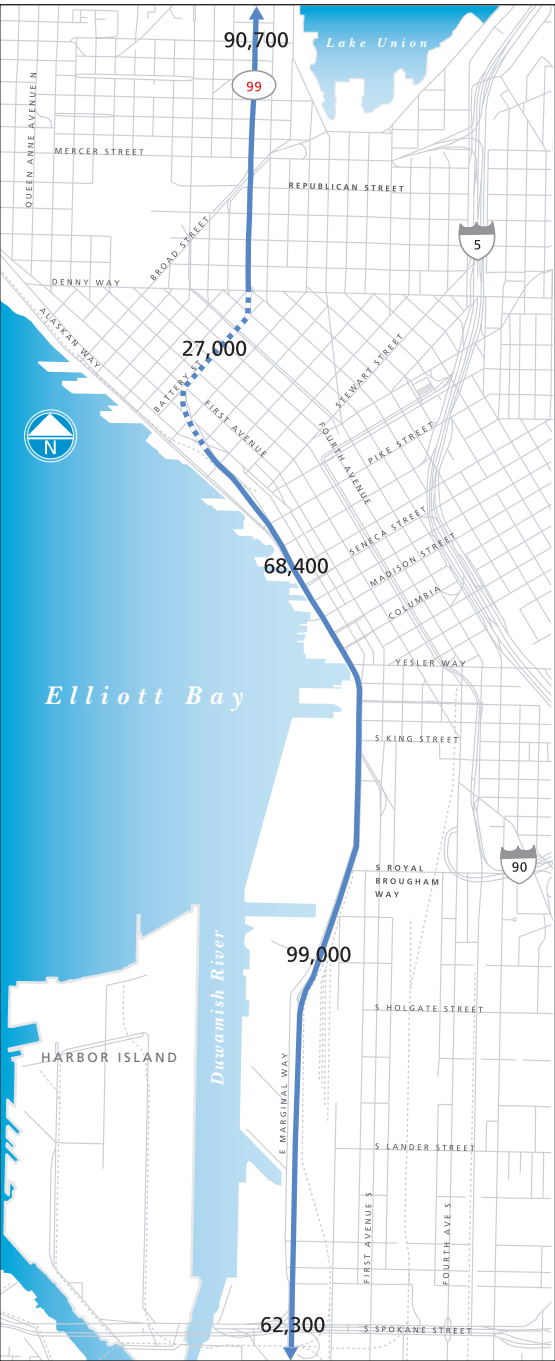 90,700
Lake Union
99
QUEEN ANNE AVENUE N
MERCER STREET
REPUBLICAN STREET
BROAD STREET
5
DENNY WAY
ALASKAN WAY
27,000
BATTERY ST
STEWART STREET
FIRST AVENUE
FOURTH AVENUE
PIKE STREET
N
SENECA STREET
68,400
MADISON STREET
COLUMBIA
YESLER WAY
Elliott Bay
S KING STREET
90
S ROYAL
BROUGHAM
WAY
99,000
Duwamish River
S HOLGATE STREET
HARBOR ISLAND
E MARGINAL WAY
S LANDER STREET
FIRST AVENUE S
FOURTH AVE S
62,300
S SPOKANE STREET